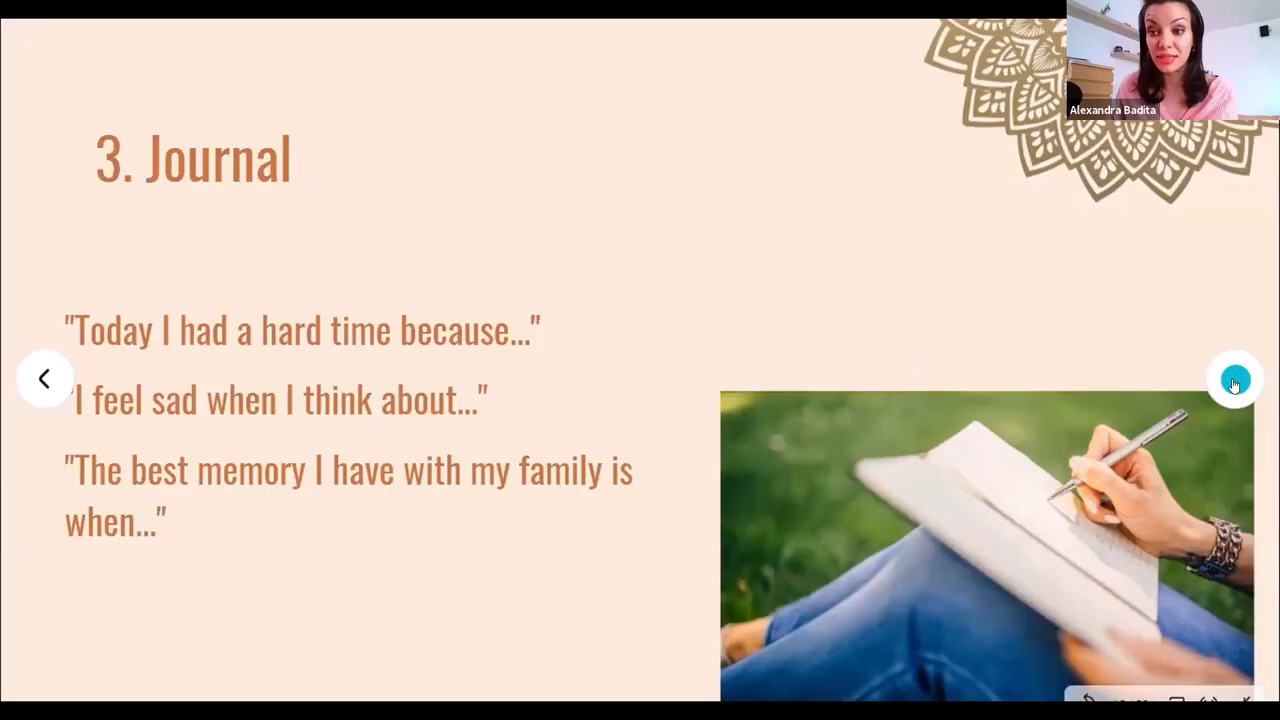 Alexandra Badita
3. Journal
"Today I had a hard time because..."
"I feel sad when I think about..."
"The best memory I have with my family is
when..."